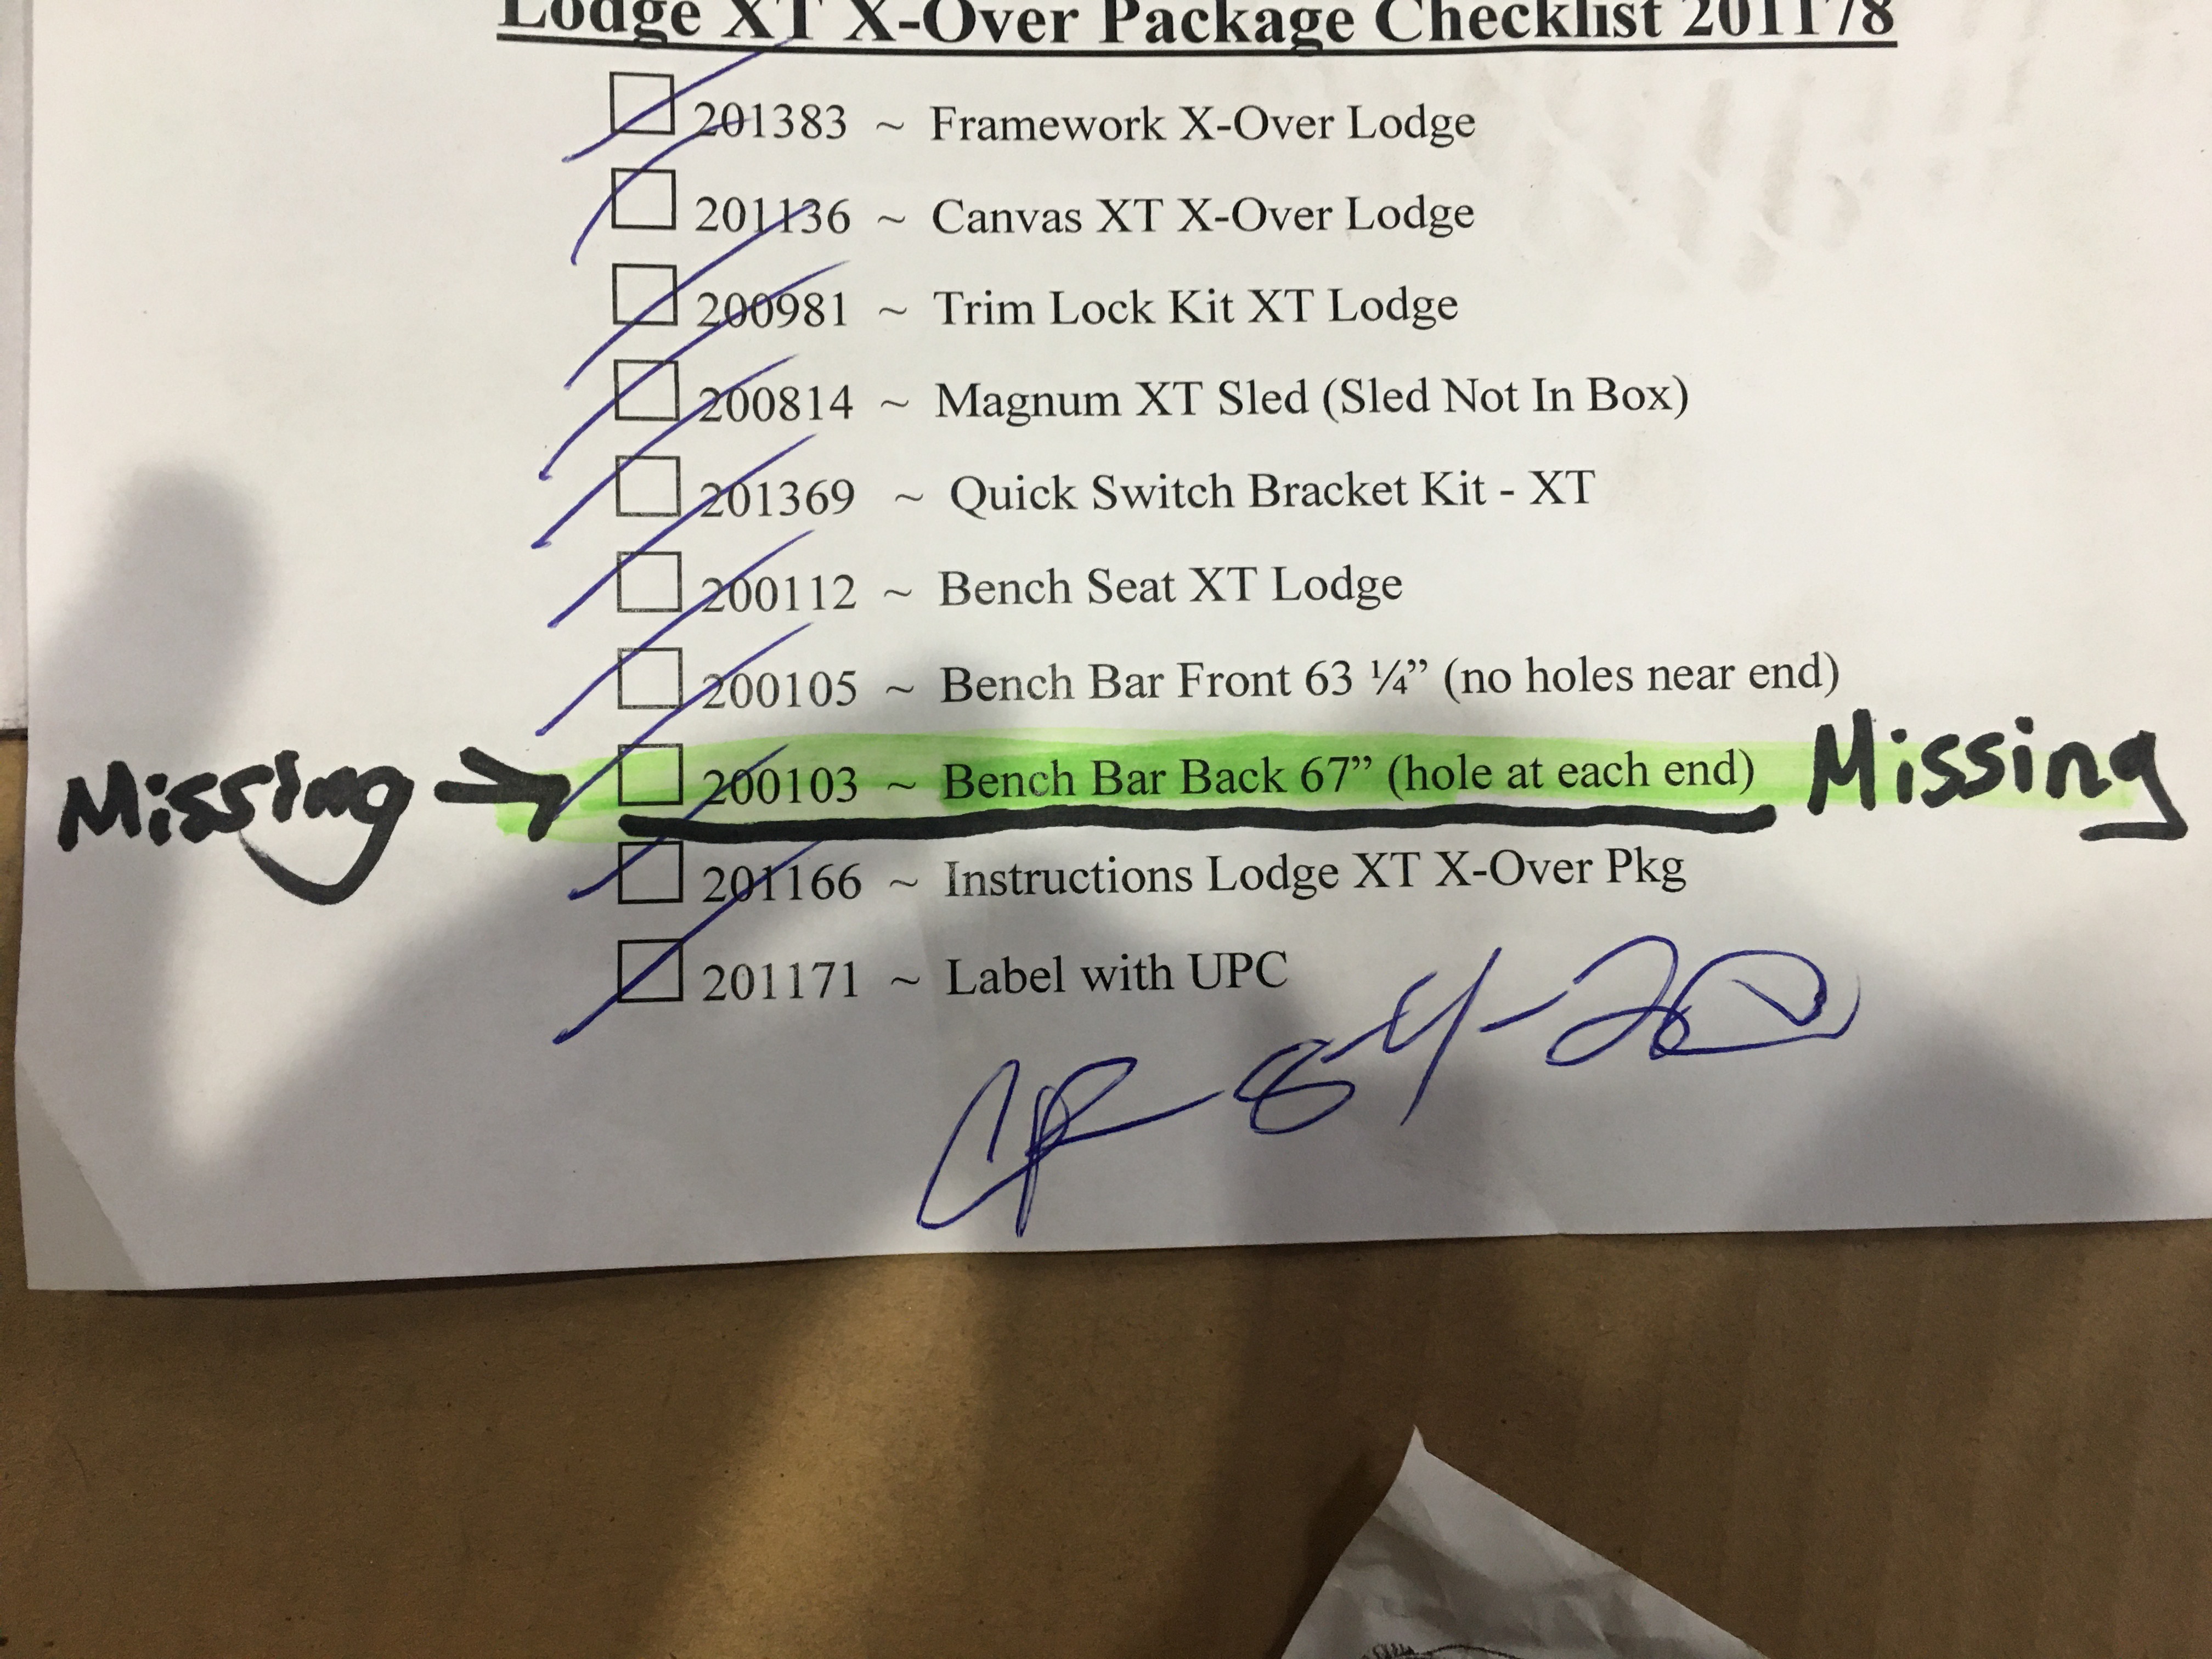 Lodge XT X-Over Package Checklist 201178
201383 ~ Framework X-Over Lodge
201136 ~ Canvas XT X-Over Lodge
200981 ~ Trim Lock Kit XT Lodge
200814 ~ Magnum XT Sled (Sled Not In Box)
201369 ~ Quick Switch Bracket Kit - XT
200112 ~ Bench Seat XT Lodge
200105 ~ Bench Bar Front 63 ¼” (no holes near end)
Missing → 200103 ~ Bench Bar Back 67” (hole at each end) Missing
201166 ~ Instructions Lodge XT X-Over Pkg
201171 ~ Label with UPC